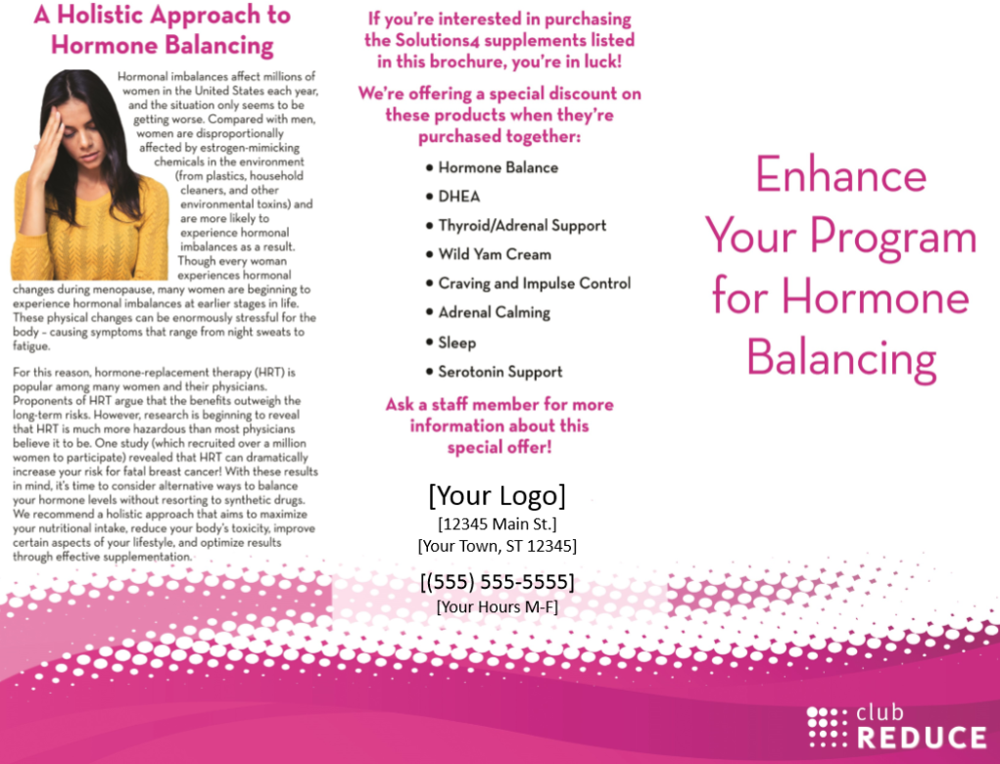 A Holistic Approach to
Hormone Balancing
Hormonal imbalances affect millions of
women in the United States each year,
and the situation only seems to be
getting worse. Compared with men,
women are disproportionally
affected by estrogen-mimicking
chemicals in the environment
(from plastics, household
cleaners, and other
environmental toxins) and
are more likely to
experience hormonal
imbalances as a result.
Though every woman
experiences hormonal
changes during menopause, many women are beginning to
experience hormonal imbalances at earlier stages in life.
These physical changes can be enormously stressful for the
body – causing symptoms that range from night sweats to
fatigue.
For this reason, hormone-replacement therapy (HRT) is
popular among many women and their physicians.
Proponents of HRT argue that the benefits outweigh the
long-term risks. However, research is beginning to reveal
that HRT is much more hazardous than most physicians
believe it to be. One study (which recruited over a million
women to participate) revealed that HRT can dramatically
increase your risk for fatal breast cancer! With these results
in mind, it's time to consider alternative ways to balance
your hormone levels without resorting to synthetic drugs.
We recommend a holistic approach that aims to maximize
your nutritional intake, reduce your body's toxicity, improve
certain aspects of your lifestyle, and optimize results
through effective supplementation.
If you're interested in purchasing
the Solutions4 supplements listed
in this brochure, you're in luck!
We're offering a special discount on
these products when they're
purchased together:
• Hormone Balance
• DHEA
• Thyroid/Adrenal Support
• Wild Yam Cream
• Craving and Impulse Control
• Adrenal Calming
• Sleep
• Serotonin Support
Ask a staff member for more
information about this
special offer!
[Your Logo]
[12345 Main St.]
[Your Town, ST 12345]
[(555) 555-5555]
[Your Hours M-F]
Enhance
Your Program
for Hormone
Balancing
club
REDUCE